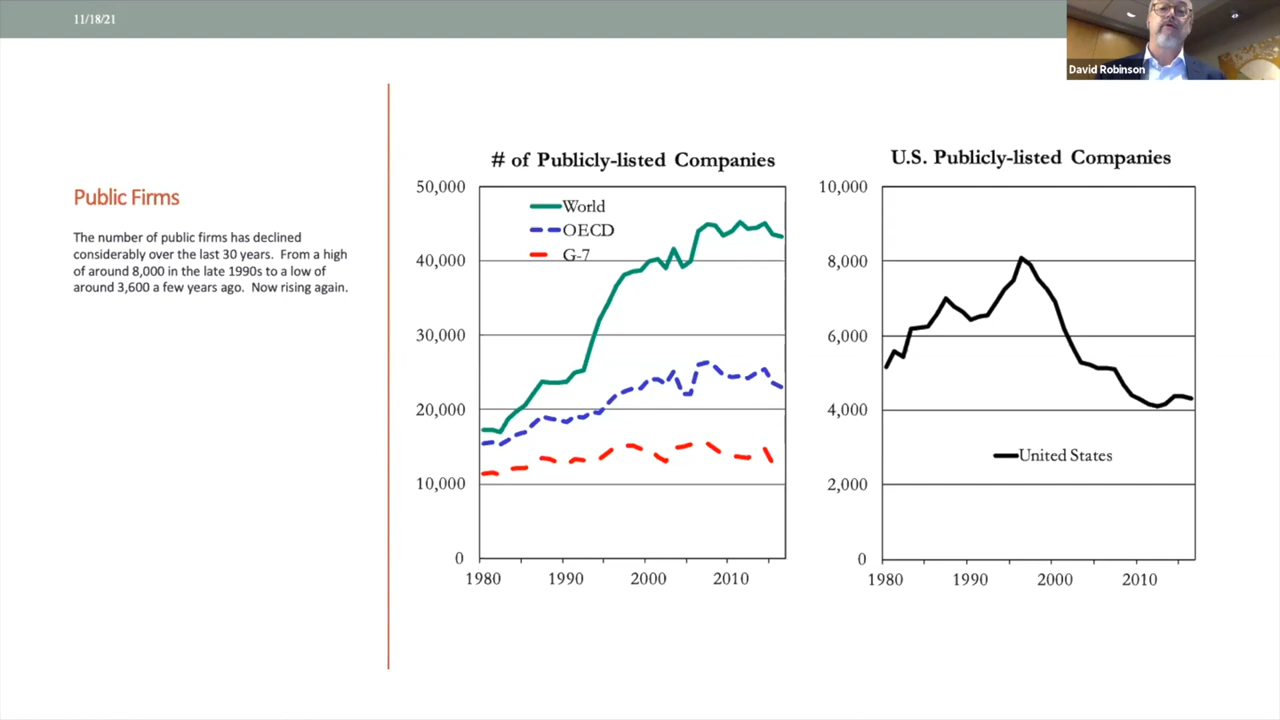 11/18/21
David Robinson
Public Firms
The number of public firms has declined
considerably over the last 30 years. From a high
of around 8,000 in the late 1990s to a low of
around 3,600 a few years ago. Now rising again.
# of Publicly-listed Companies
50,000
40,000
30,000
20,000
10,000
0
World
OECD
G-7
1980 1990 2000 2010
U.S. Publicly-listed Companies
10,000
8,000
6,000
4,000
2,000
0
United States
1980 1990 2000 2010